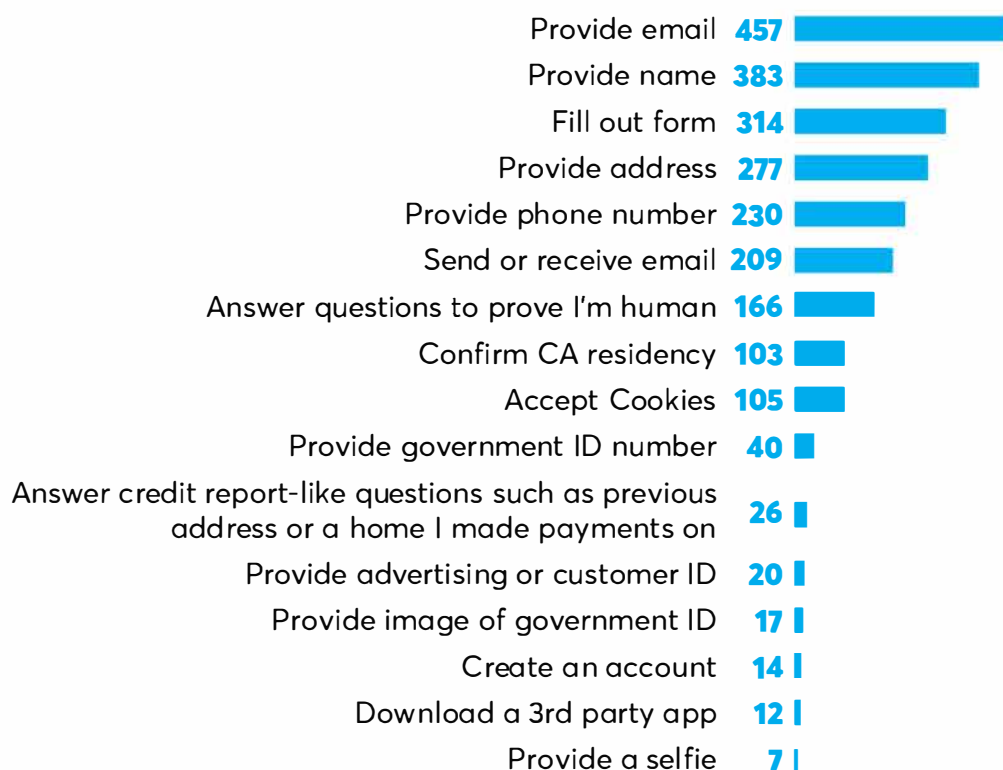 Provide email 457
Provide name 383
Fill out form 314
Provide address 277
Provide phone number 230
Send or receive email 209
Answer questions to prove I'm human 166
Confirm CA residency 103
Accept Cookies 105
Provide government ID number 40
Answer credit report-like questions such as previous
address or a home I made payments on 26
Provide advertising or customer ID 20
Provide image of government ID 17
Create an account 14
Download a 3rd party app 12
Provide a selfie 7